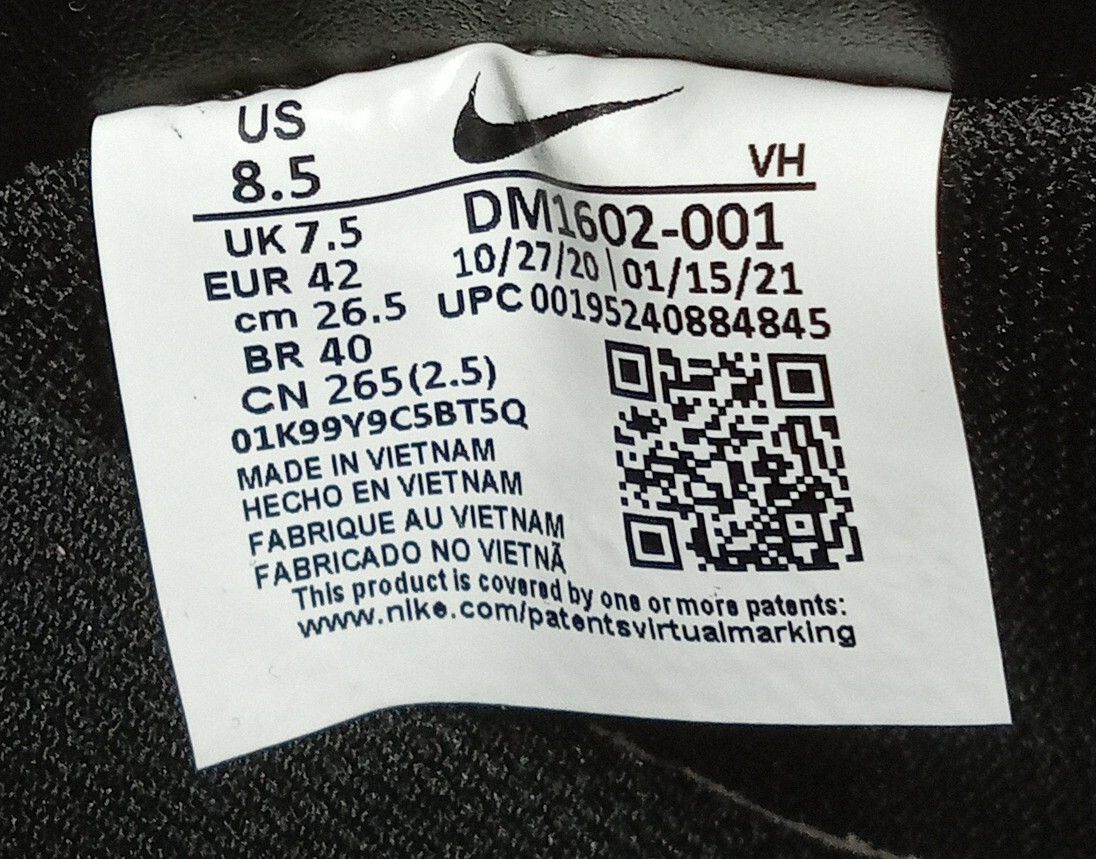 US
8.5
VH
UK 7.5
EUR 42
cm 26.5
BR 40
CN 265(2.5)
DM1602-001
10/27/20 | 01/15/21
UPC 00195240884845
01K99Y9C5BT5Q
MADE IN VIETNAM
HECHO EN VIETNAM
FABRIQUE AU VIETNAM
FABRICADO NO VIETNÃ
This product is covered by one or more patents:
www.nike.com/patentsvirtualmarking